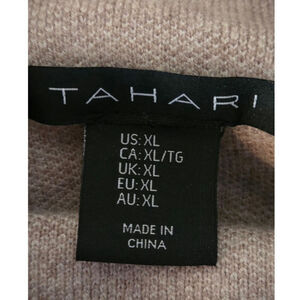 TAHARI
US: XL
CA: XL/TG
UK: XL
EU: XL
AU: XL
MADE IN
CHINA